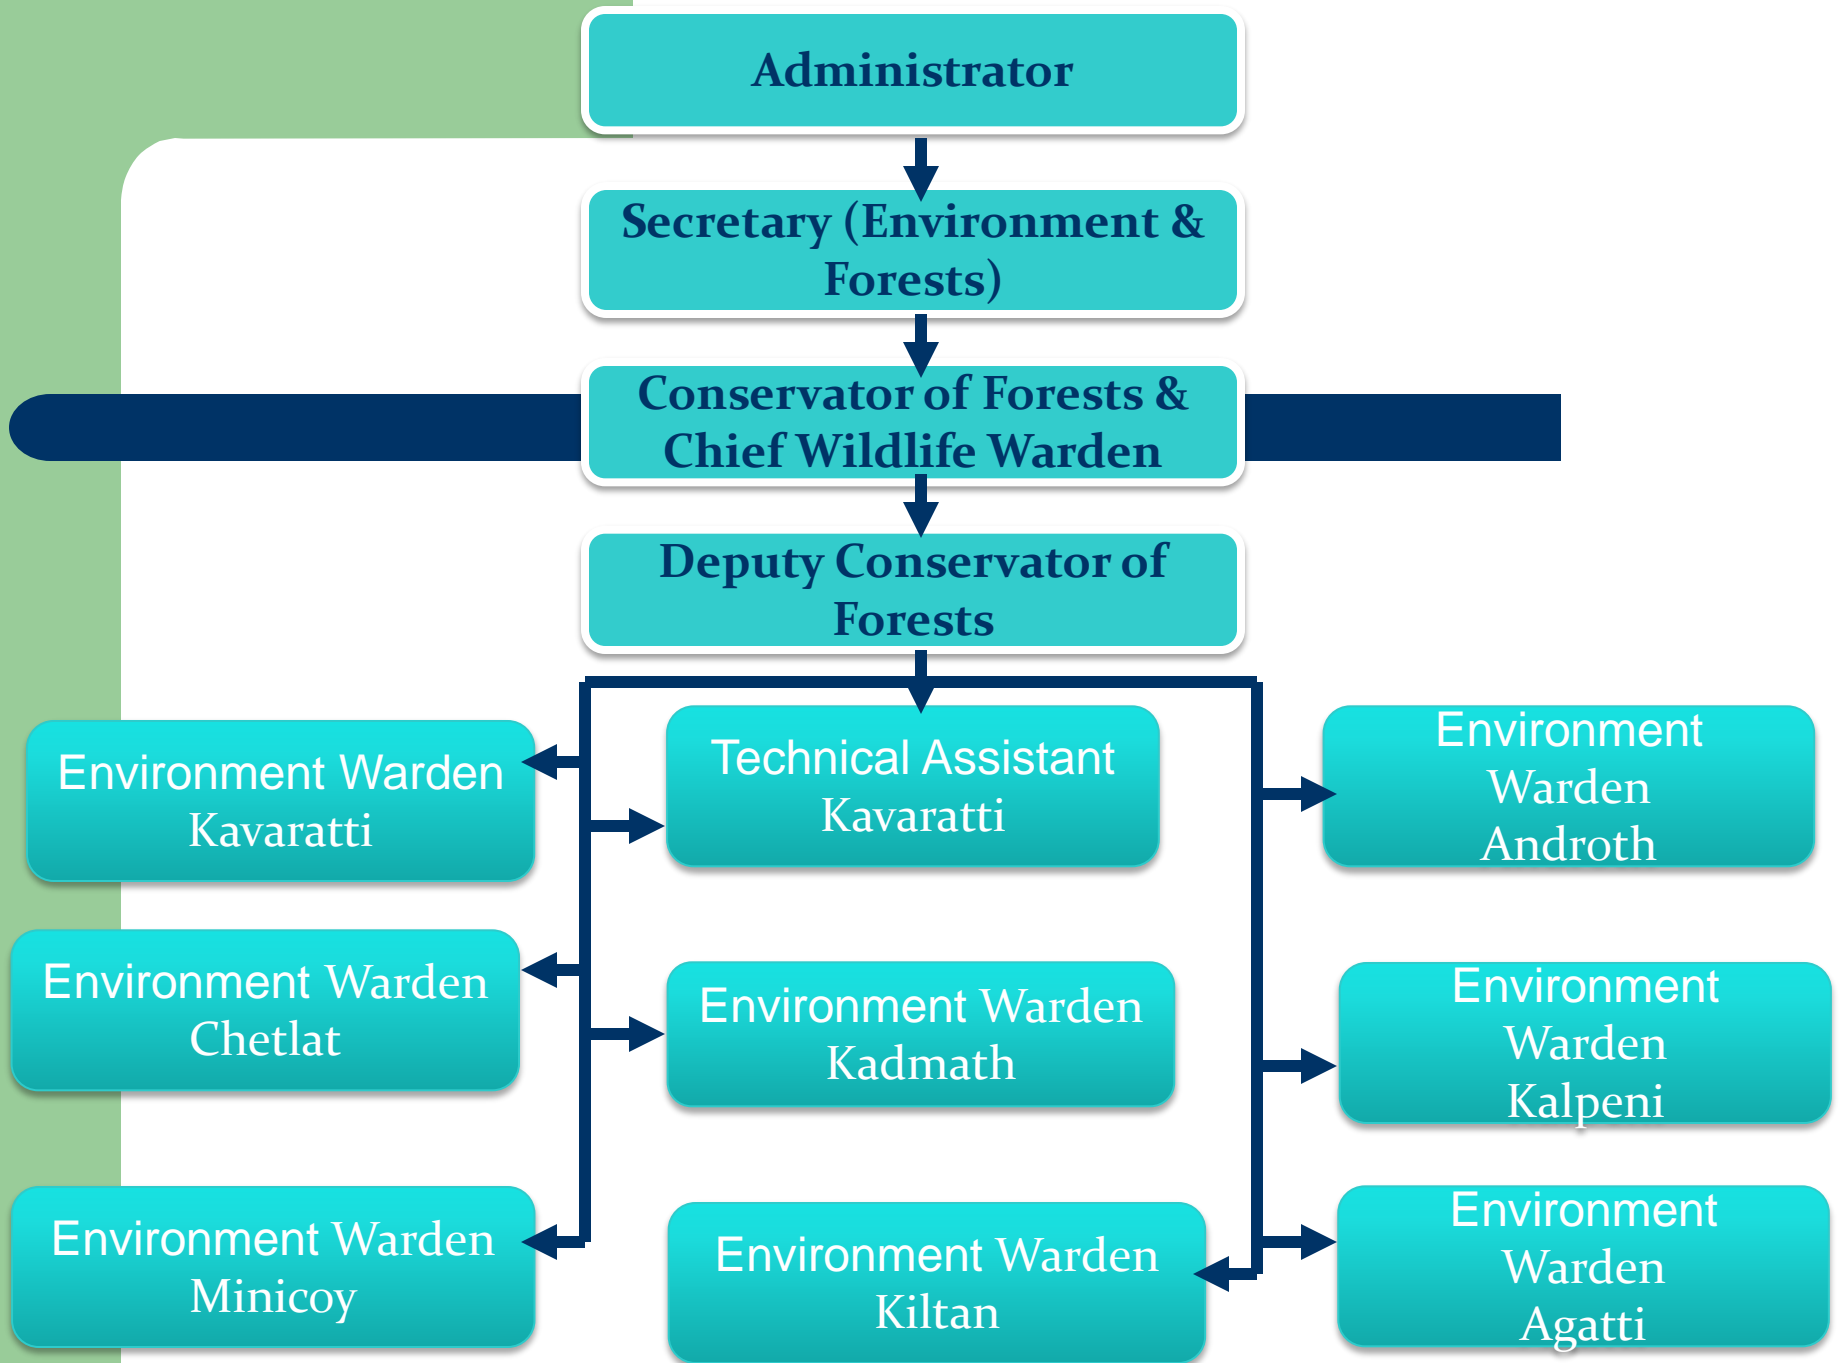 Administrator
Secretary (Environment &
Forests)
Conservator of Forests &
Chief Wildlife Warden
Deputy Conservator of
Forests
Environment Warden
Kavaratti
Technical Assistant
Kavaratti
Environment
Warden
Androth
Environment Warden
Chetlat
Environment Warden
Kadmath
Environment
Warden
Kalpeni
Environment Warden
Minicoy
Environment Warden
Kiltan
Environment
Warden
Agatti